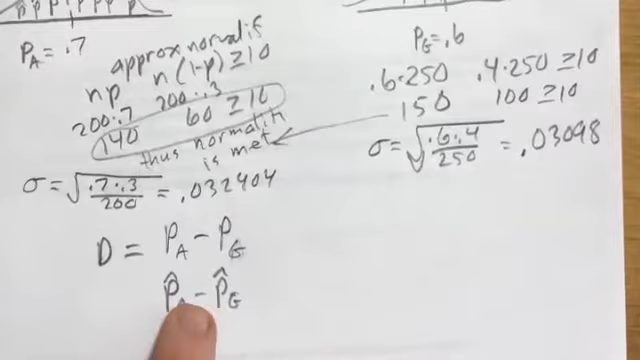 p p p p p p
P_A = .7
approx normal if
np n(1-p) ≥ 10
200·.7 200·.3
140 60 ≥ 10
thus normality
is met
σ = √(.7·.3/200) = .032404
P_G = .6
.6·250 .4·250 ≥ 10
150 100 ≥ 10
σ = √(.6·.4/250) = .03098
D = P_A - P_G
p̂_A - p̂_G